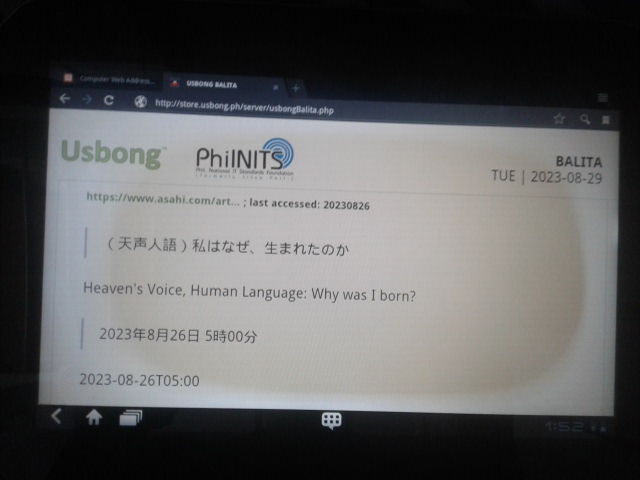 Computer Work Address
USBONG BALITA
http://store.usbong.ph/server/usbongBalita.php
Usbong
PhilNITS
BALITA
TUE | 2023-08-29
https://www.asahi.com/art... ; last accessed: 20230826
( 天声人語 ) 私はなぜ、生まれたのか
Heaven's Voice, Human Language: Why was I born?
2023年8月26日 5時00分
2023-08-26T05:00
1:52